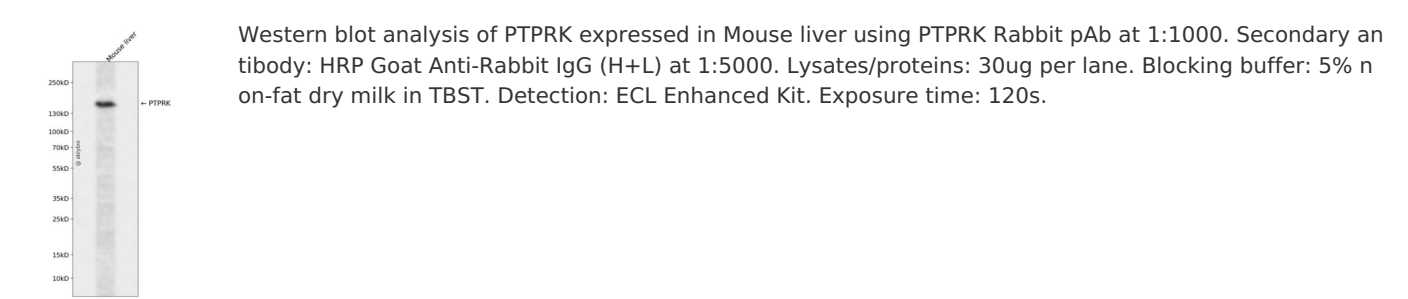 Mouse liver
Western blot analysis of PTPRK expressed in Mouse liver using PTPRK Rabbit pAb at 1:1000. Secondary an
tibody: HRP Goat Anti-Rabbit IgG (H+L) at 1:5000. Lysates/proteins: 30ug per lane. Blocking buffer: 5% n
on-fat dry milk in TBST. Detection: ECL Enhanced Kit. Exposure time: 120s.
250kD
← PTPRK
130kD
100kD
70kD
55kD
35kD
25kD
15kD
10kD